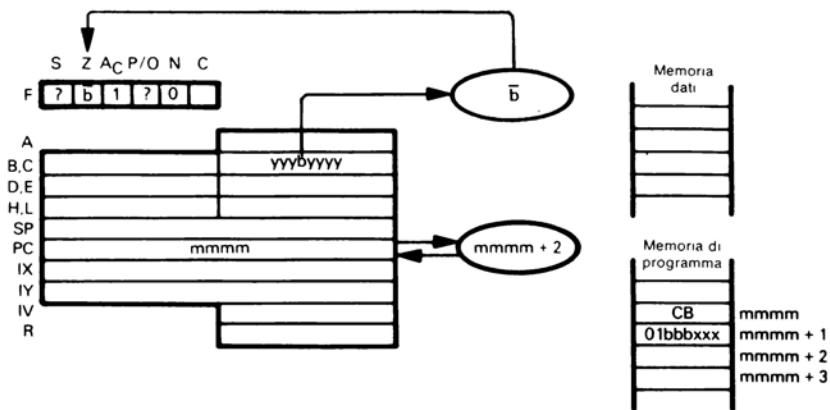 S Z A_C P/O N C
F ? b̅ 1 ? 0
b̅
A
B,C yyybyyyy
D,E
H,L
SP
PC mmmm mmmm + 2
IX
IY
IV
R
Memoria
dati
Memoria di
programma
CB mmmm
01bbbxxx mmmm + 1
mmmm + 2
mmmm + 3